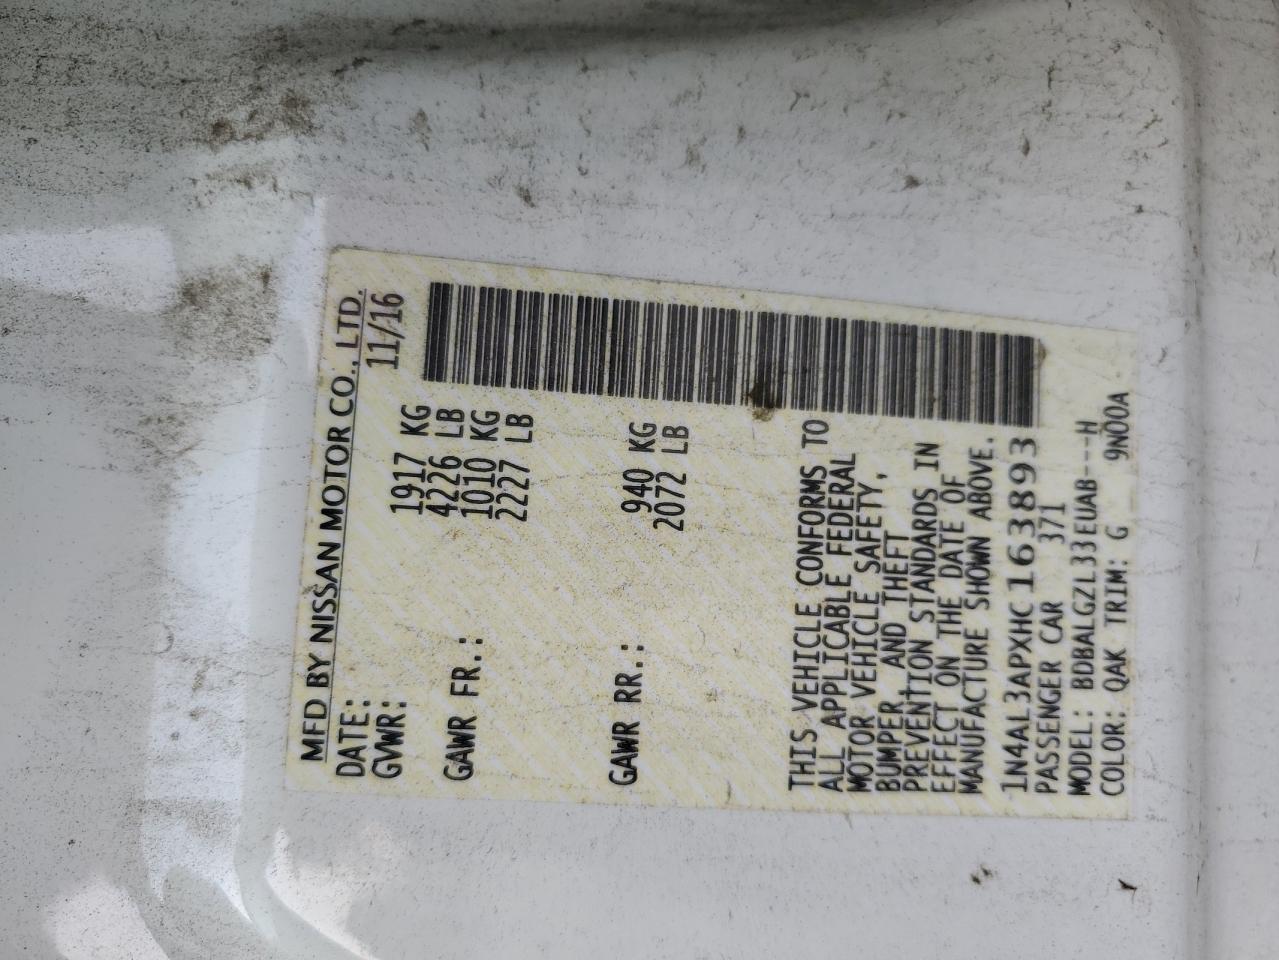 MFD BY NISSAN MOTOR CO., LTD.
DATE: 11/16
GVWR: 1917 KG
4226 LB
GAWR FR.: 1010 KG
2227 LB
GAWR RR.: 940 KG
2072 LB
THIS VEHICLE CONFORMS TO
ALL APPLICABLE FEDERAL
MOTOR VEHICLE SAFETY,
BUMPER, AND THEFT
PREVENTION STANDARDS IN
EFFECT ON THE DATE OF
MANUFACTURE SHOWN ABOVE.
1N4AL3APXHC163893
PASSENGER CAR 371
MODEL: BDBALGZL33EUAB---H
COLOR: QAK TRIM: G 9N00A